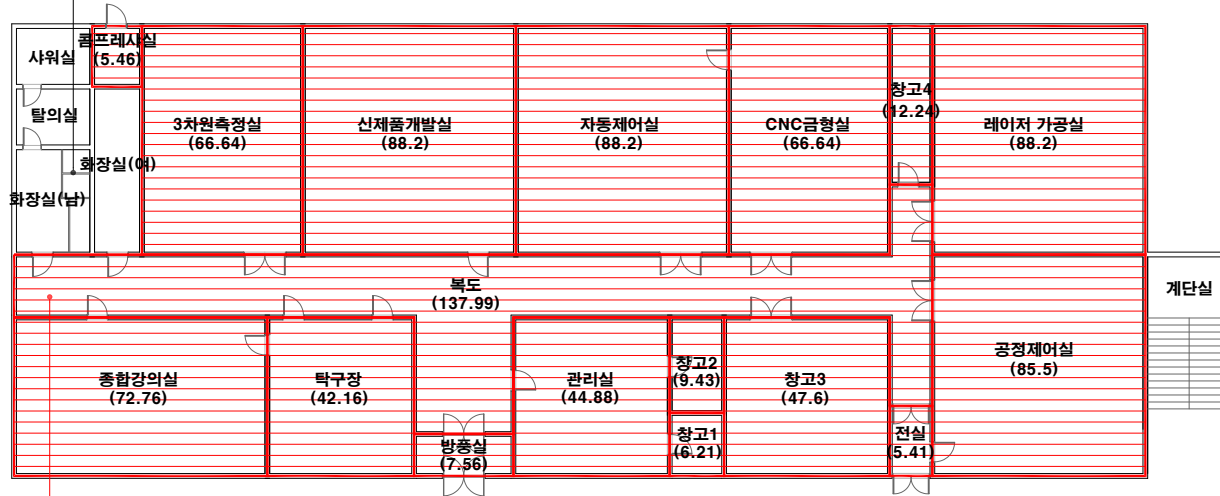 콤프레샤실
(5.46)
샤워실
탈의실
화장실(여)
화장실(남)
3차원측정실
(66.64)
신제품개발실
(88.2)
자동제어실
(88.2)
CNC금형실
(66.64)
창고4
(12.24)
레이저 가공실
(88.2)
복도
(137.99)
계단실
종합강의실
(72.76)
탁구장
(42.16)
방풍실
(7.56)
관리실
(44.88)
창고2
(9.43)
창고1
(6.21)
창고3
(47.6)
전실
(5.41)
공정제어실
(85.5)